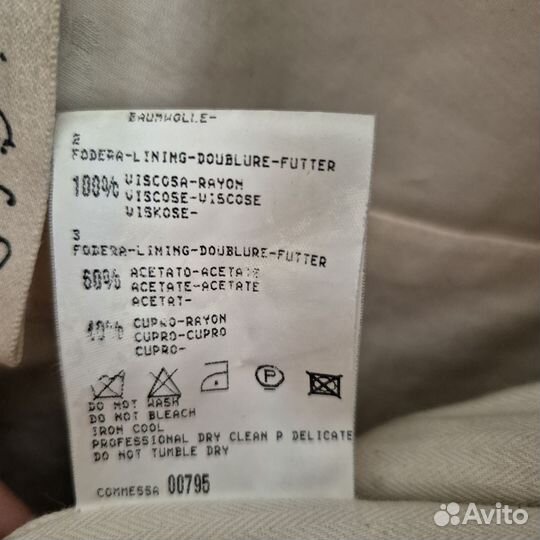 BAUMWOLLE-
2
FODERA-LINING-DOUBLURE-FUTTER
100% VISCOSA-RAYON
VISCOSE-VISCOSE
VISKOSE-
3
FODERA-LINING-DOUBLURE-FUTTER
60% ACETATO-ACETATE
ACETATE-ACETATE
ACETAT-
40% CUPRO-RAYON
CUPRO-CUPRO
CUPRO-
P
DO NOT WASH
DO NOT BLEACH
IRON COOL
PROFESSIONAL DRY CLEAN P DELICATE
DO NOT TUMBLE DRY
COMMESSA 00795
Avito